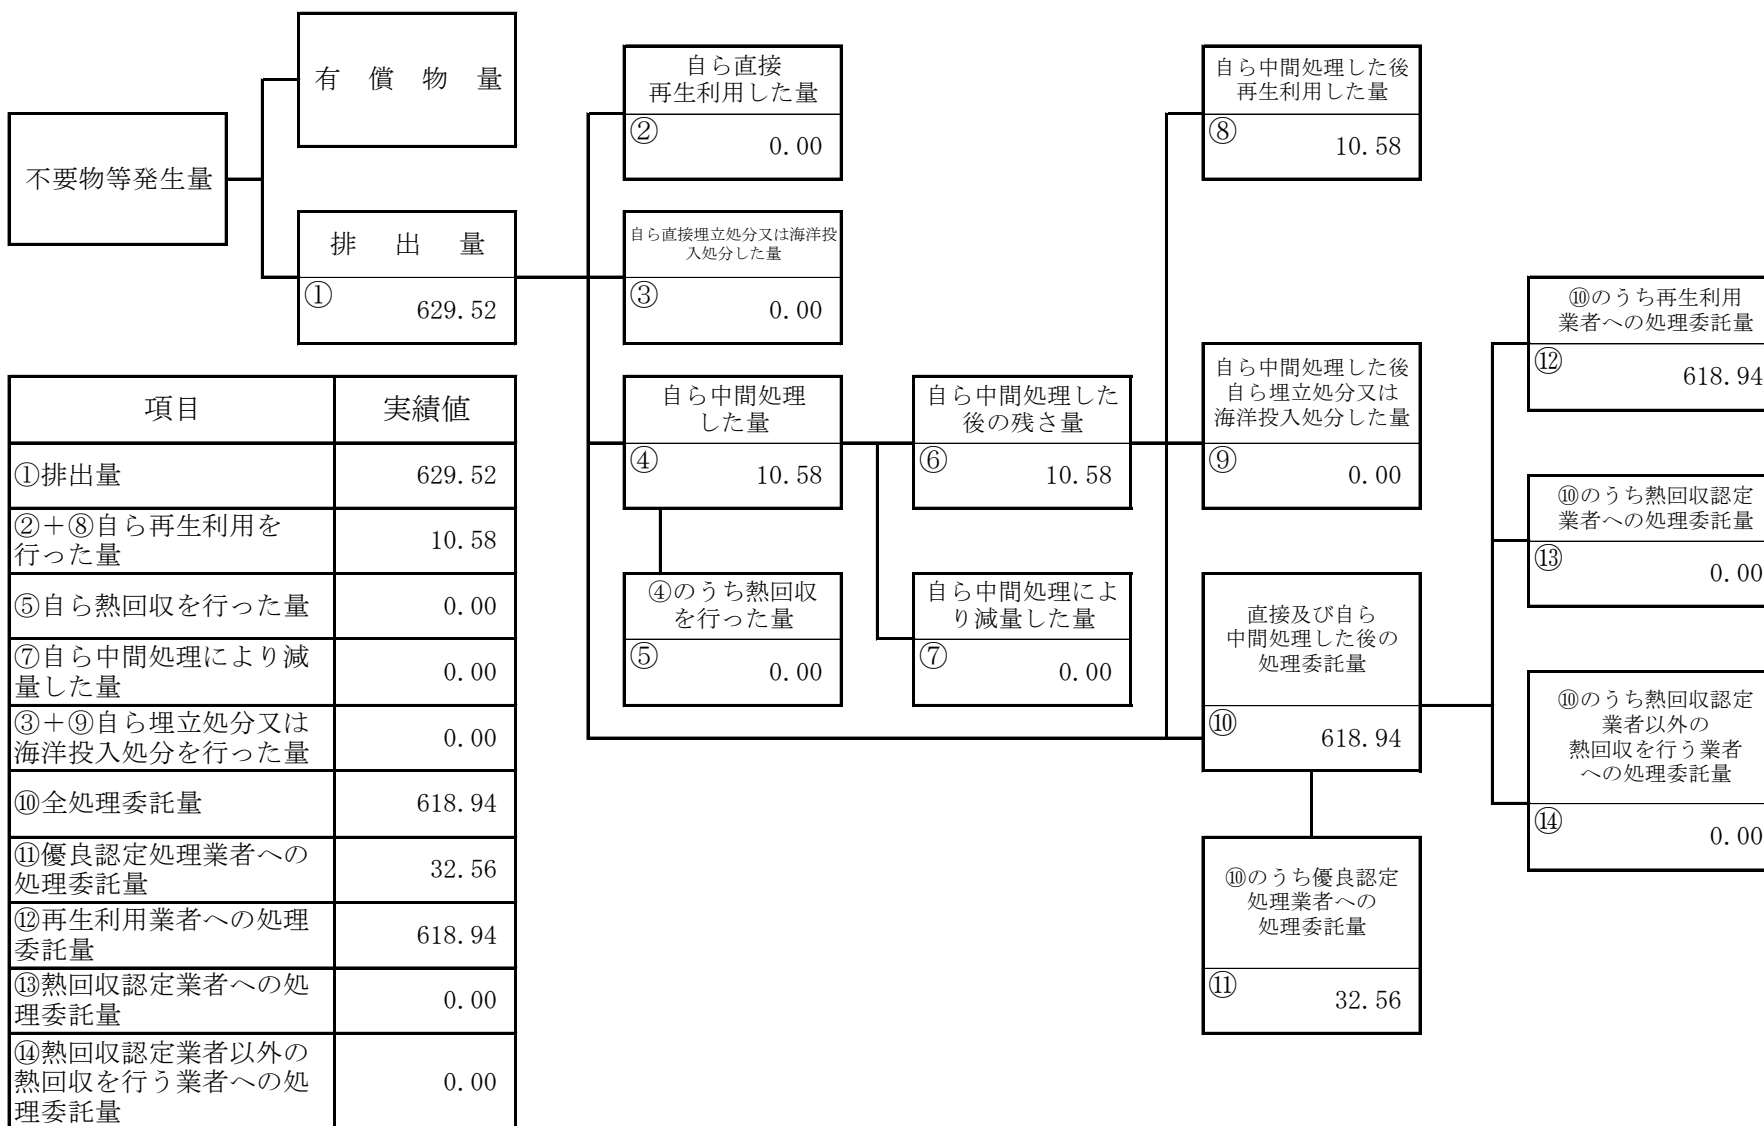 不要物等発生量
有　償　物　量
排　出　量
①
629.52
自ら直接
再生利用した量
②
0.00
自ら直接埋立処分又は海洋投
入処分した量
③
0.00
自ら中間処理
した量
④
10.58
④のうち熱回収
を行った量
⑤
0.00
自ら中間処理した
後の残さ量
⑥
10.58
自ら中間処理によ
り減量した量
⑦
0.00
自ら中間処理した後
再生利用した量
⑧
10.58
自ら中間処理した後
自ら埋立処分又は
海洋投入処分した量
⑨
0.00
直接及び自ら
中間処理した後の
処理委託量
⑩
618.94
⑩のうち優良認定
処理業者への
処理委託量
⑪
32.56
⑩のうち再生利用
業者への処理委託量
⑫
618.94
⑩のうち熱回収認定
業者への処理委託量
⑬
0.00
⑩のうち熱回収認定
業者以外の
熱回収を行う業者
への処理委託量
⑭
0.00
項目 実績値
①排出量 629.52
②＋⑧自ら再生利用を
行った量 10.58
⑤自ら熱回収を行った量 0.00
⑦自ら中間処理により減
量した量 0.00
③＋⑨自ら埋立処分又は
海洋投入処分を行った量 0.00
⑩全処理委託量 618.94
⑪優良認定処理業者への
処理委託量 32.56
⑫再生利用業者への処理
委託量 618.94
⑬熱回収認定業者への処
理委託量 0.00
⑭熱回収認定業者以外の
熱回収を行う業者への処
理委託量 0.00